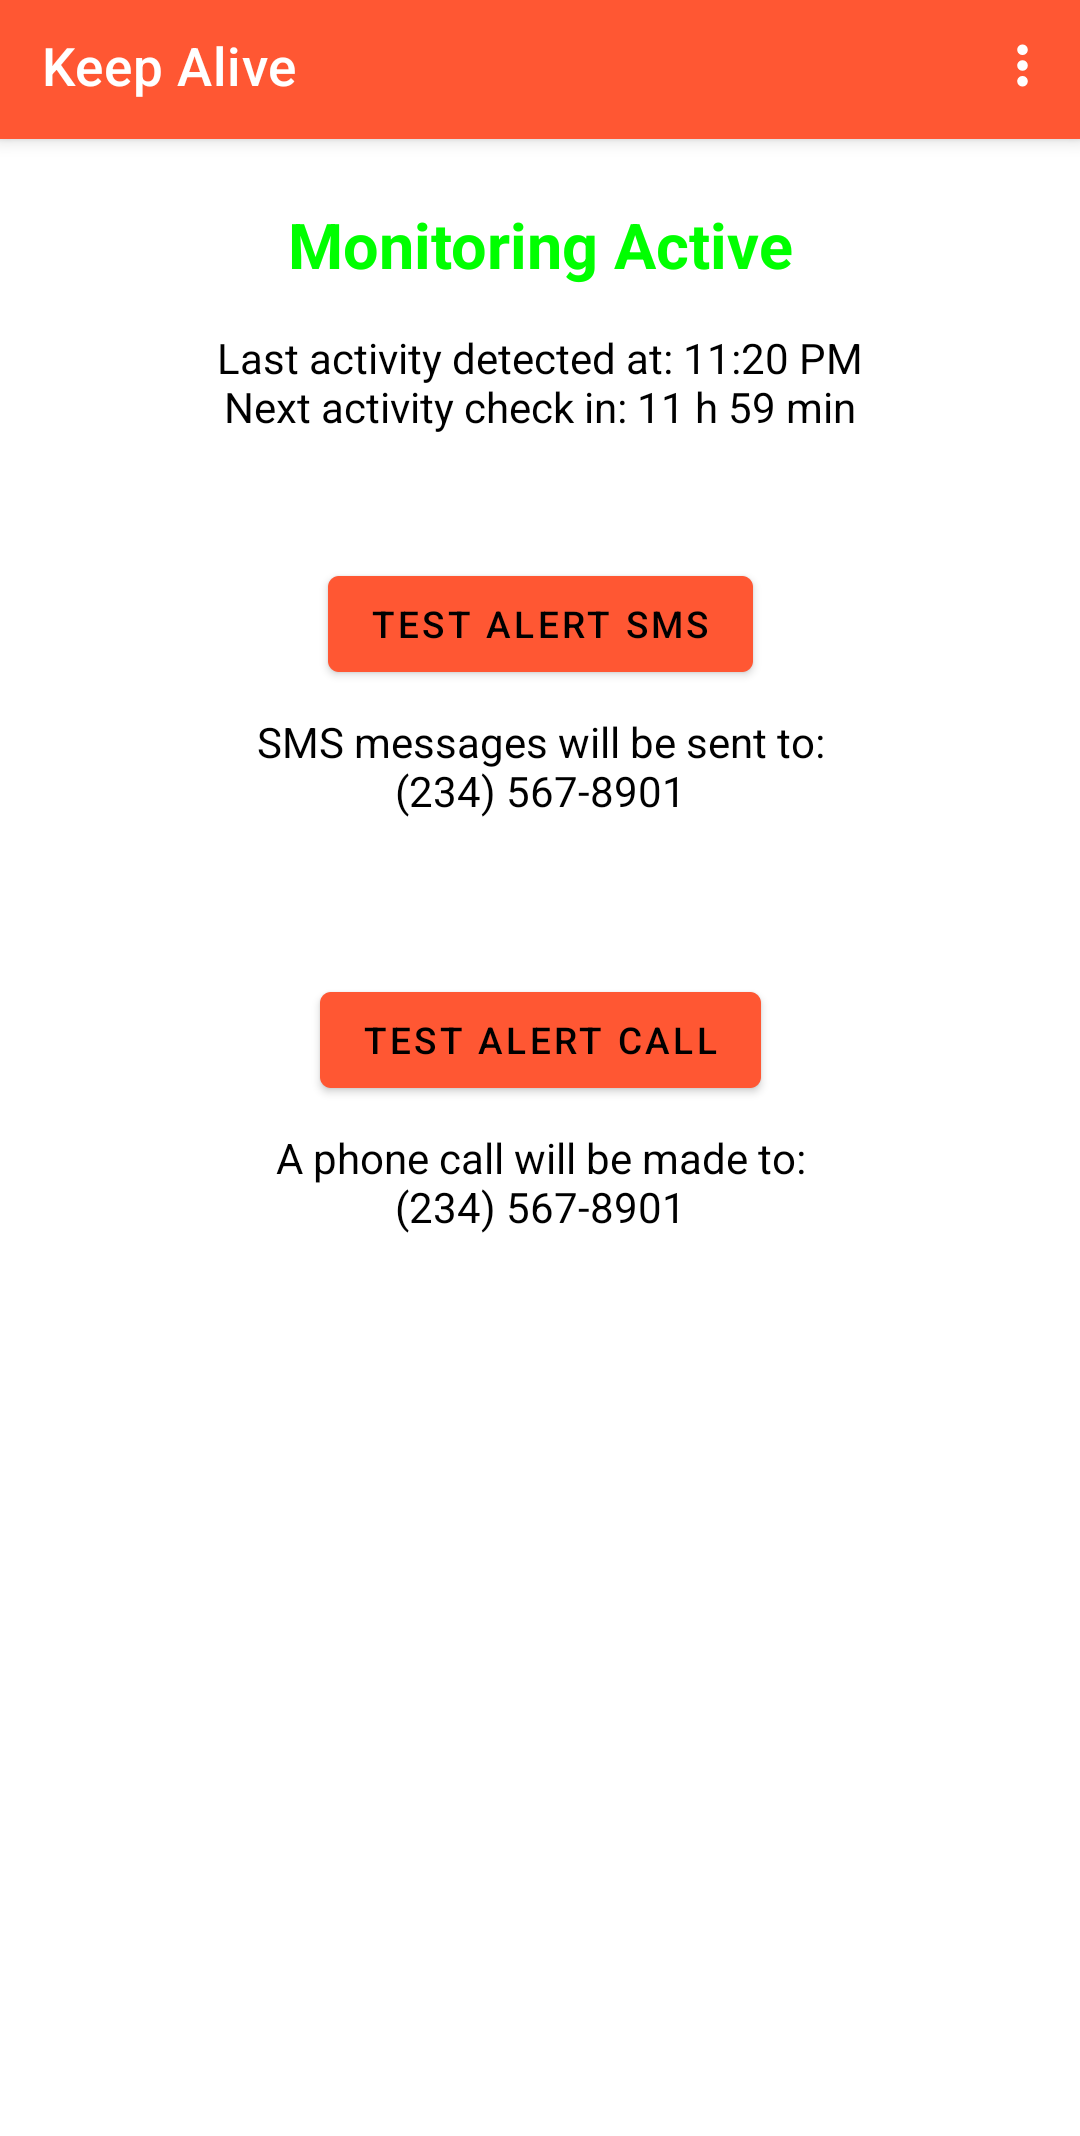 Keep Alive
Monitoring Active
Last activity detected at: 11:20 PM
Next activity check in: 11 h 59 min
TEST ALERT SMS
SMS messages will be sent to:
(234) 567-8901
TEST ALERT CALL
A phone call will be made to:
(234) 567-8901